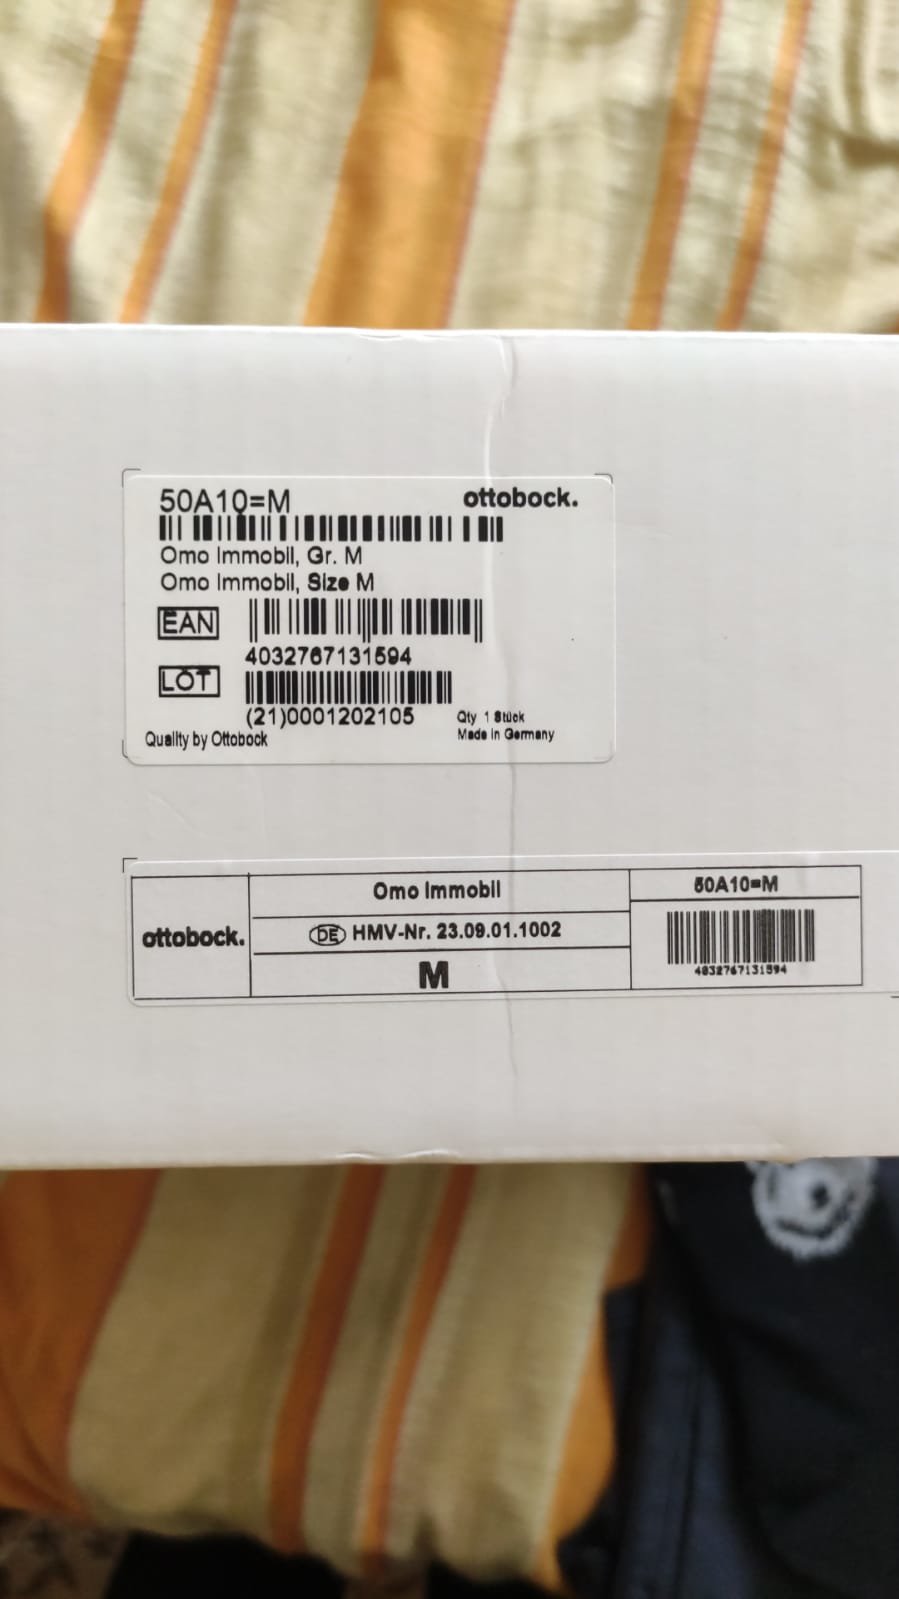 50A10=M ottobock.
Omo Immobil, Gr. M
Omo Immobil, Size M
EAN
4032767131594
LOT
(21)0001202105 Qty 1 Stück
Quality by Ottobock Made in Germany
Omo Immobil 50A10=M
ottobock. DE HMV-Nr. 23.09.01.1002
M 4032767131594